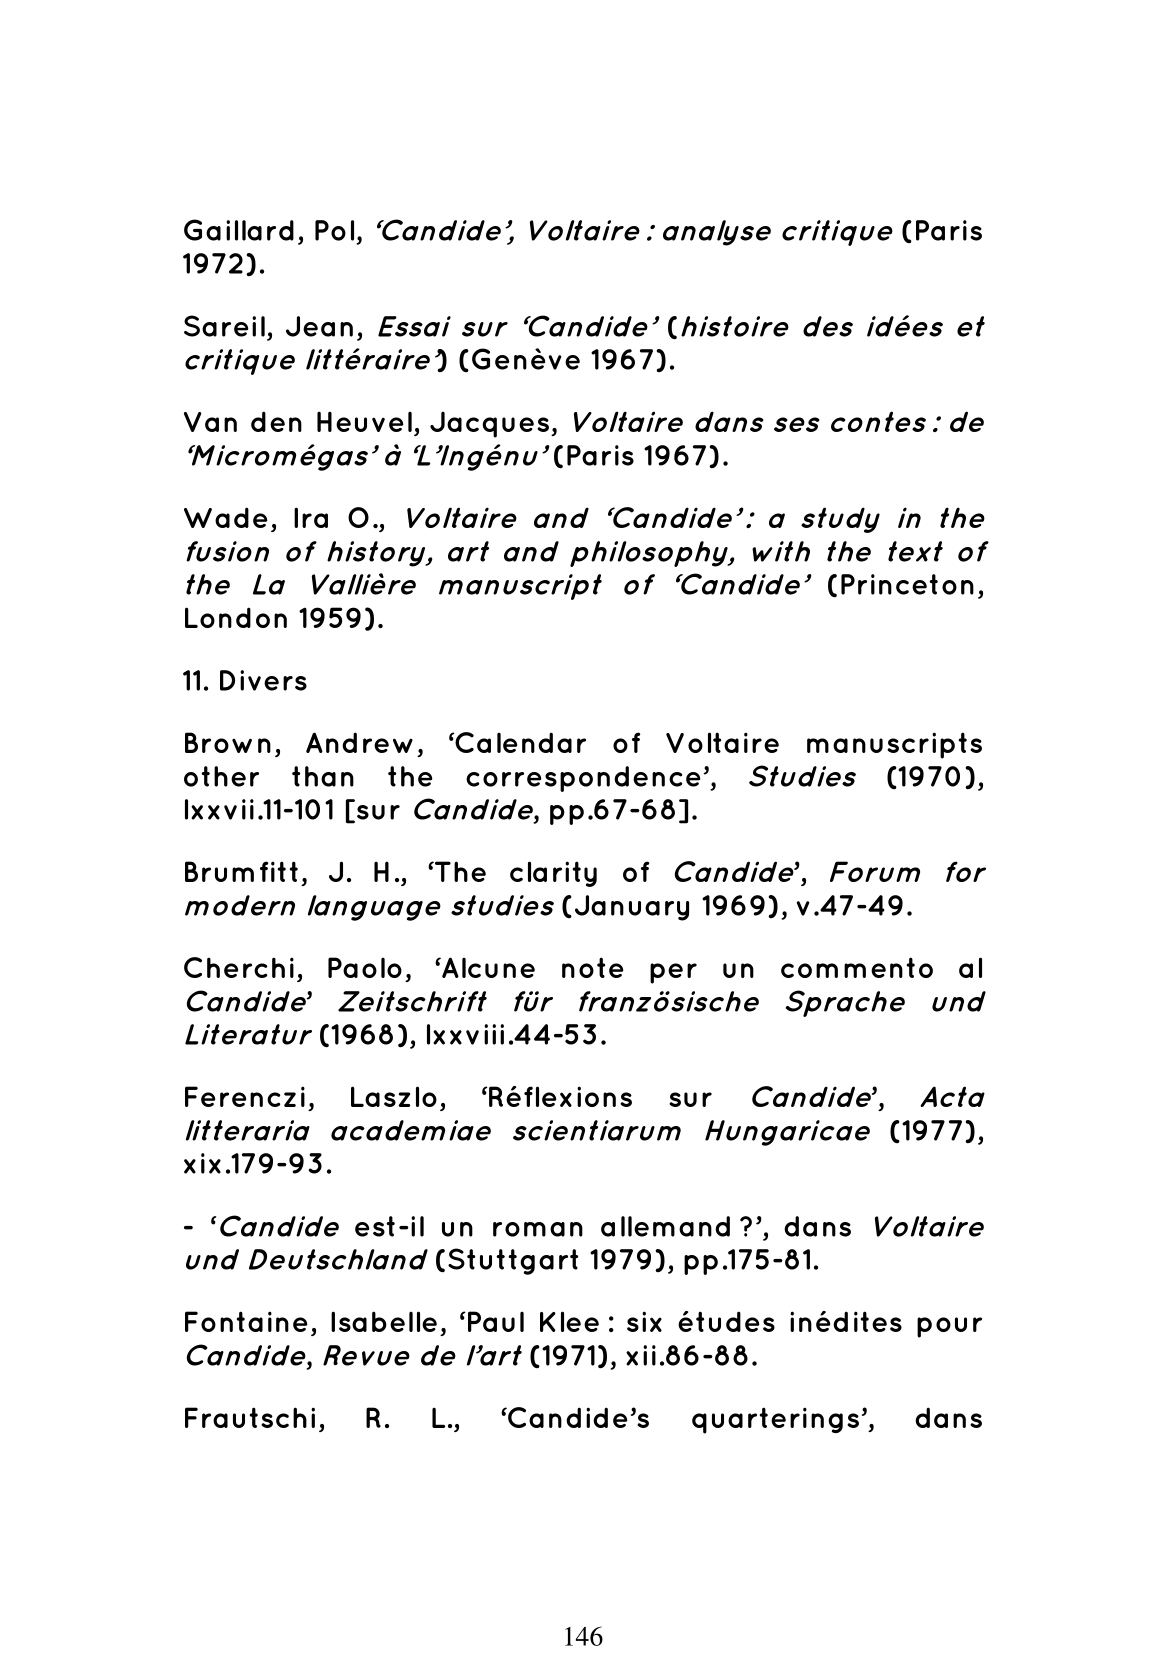 Gaillard, Pol, ‘Candide’, Voltaire : analyse critique (Paris
1972).
Sareil, Jean, Essai sur ‘Candide’ (histoire des idées et
critique littéraire’) (Genève 1967).
Van den Heuvel, Jacques, Voltaire dans ses contes : de
‘Micromégas’ à ‘L’Ingénu’ (Paris 1967).
Wade, Ira O., Voltaire and ‘Candide’ : a study in the
fusion of history, art and philosophy, with the text of
the La Vallière manuscript of ‘Candide’ (Princeton,
London 1959).
11. Divers
Brown, Andrew, ‘Calendar of Voltaire manuscripts
other than the correspondence’, Studies (1970),
lxxvii.11-101 [sur Candide, pp.67-68].
Brumfitt, J. H., ‘The clarity of Candide’, Forum for
modern language studies (January 1969), v.47-49.
Cherchi, Paolo, ‘Alcune note per un commento al
Candide’ Zeitschrift für französische Sprache und
Literatur (1968), lxxviii.44-53.
Ferenczi, Laszlo, ‘Réflexions sur Candide’, Acta
litteraria academiae scientiarum Hungaricae (1977),
xix.179-93.
- ‘Candide est-il un roman allemand ?’, dans Voltaire
und Deutschland (Stuttgart 1979), pp.175-81.
Fontaine, Isabelle, ‘Paul Klee : six études inédites pour
Candide, Revue de l’art (1971), xii.86-88.
Frautschi, R. L., ‘Candide’s quarterings’, dans
146